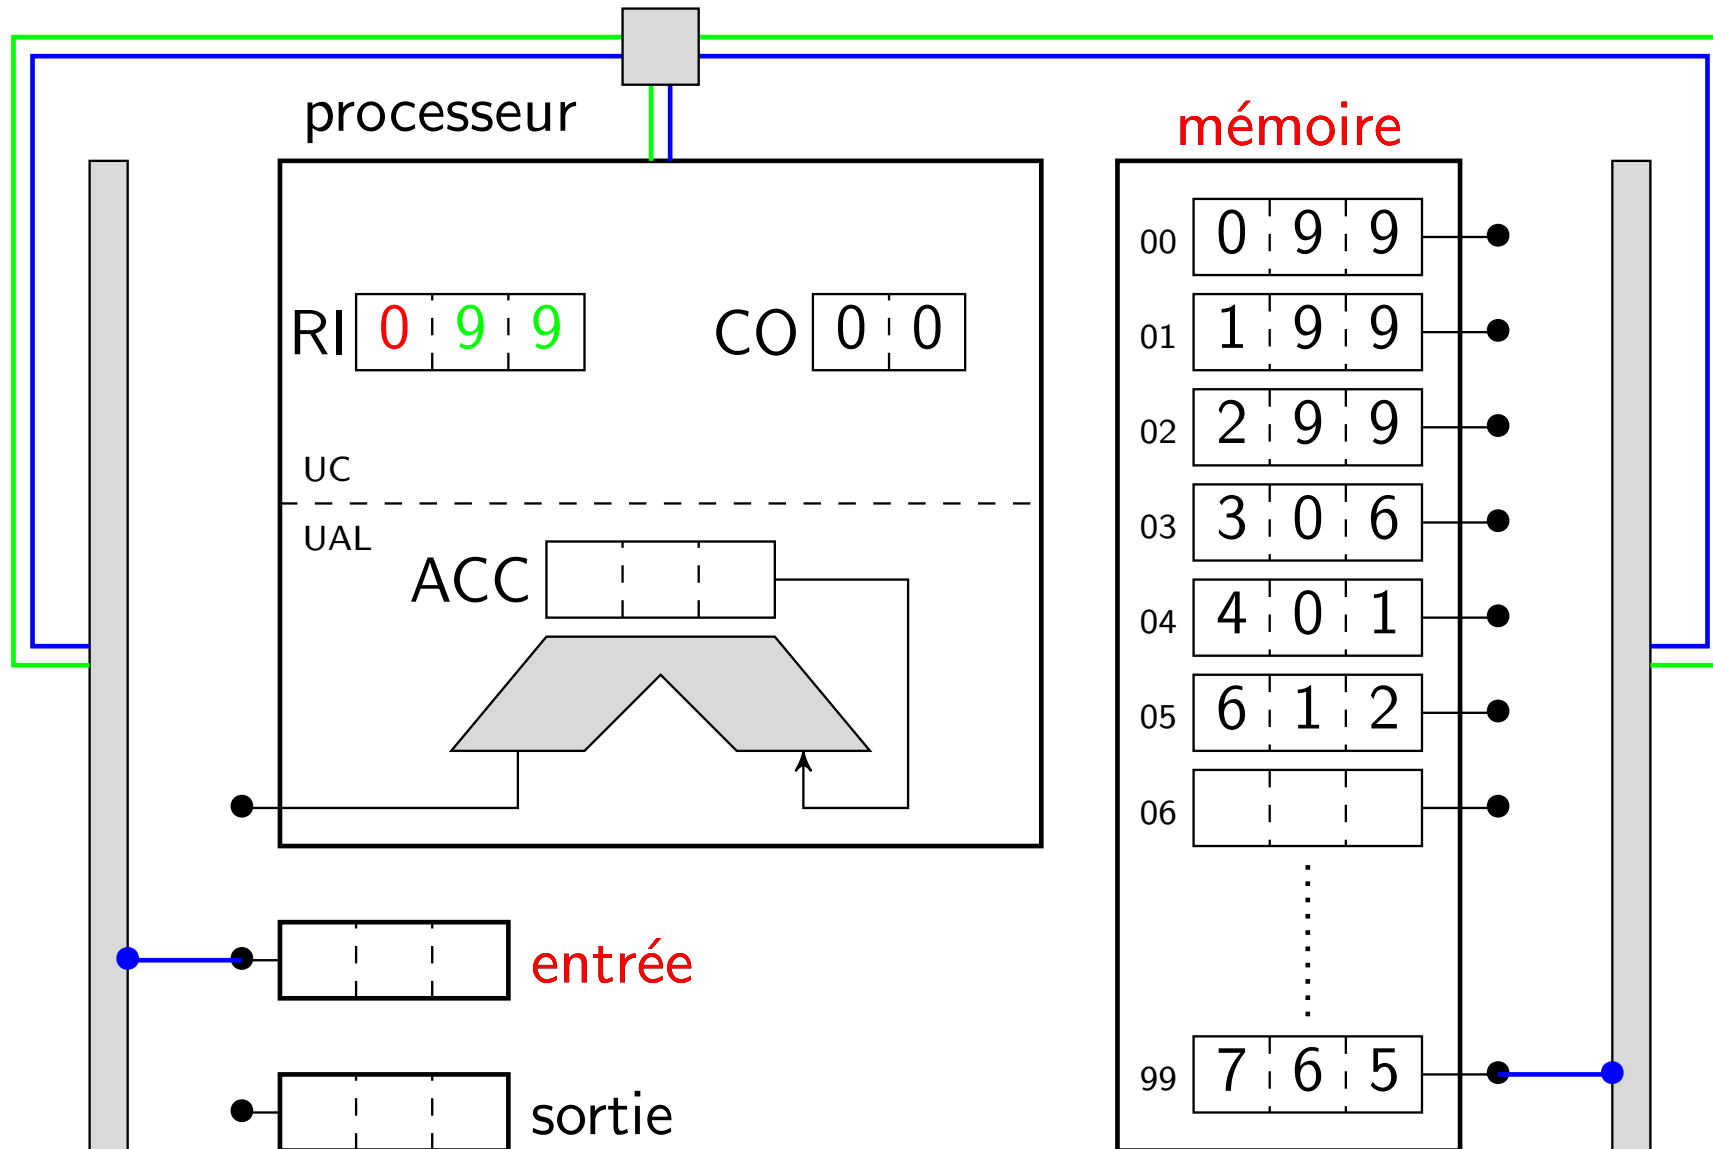 processeur
mémoire
RI 0 9 9
CO 0 0
UC
UAL
ACC
00 0 9 9
01 1 9 9
02 2 9 9
03 3 0 6
04 4 0 1
05 6 1 2
06
99 7 6 5
entrée
sortie